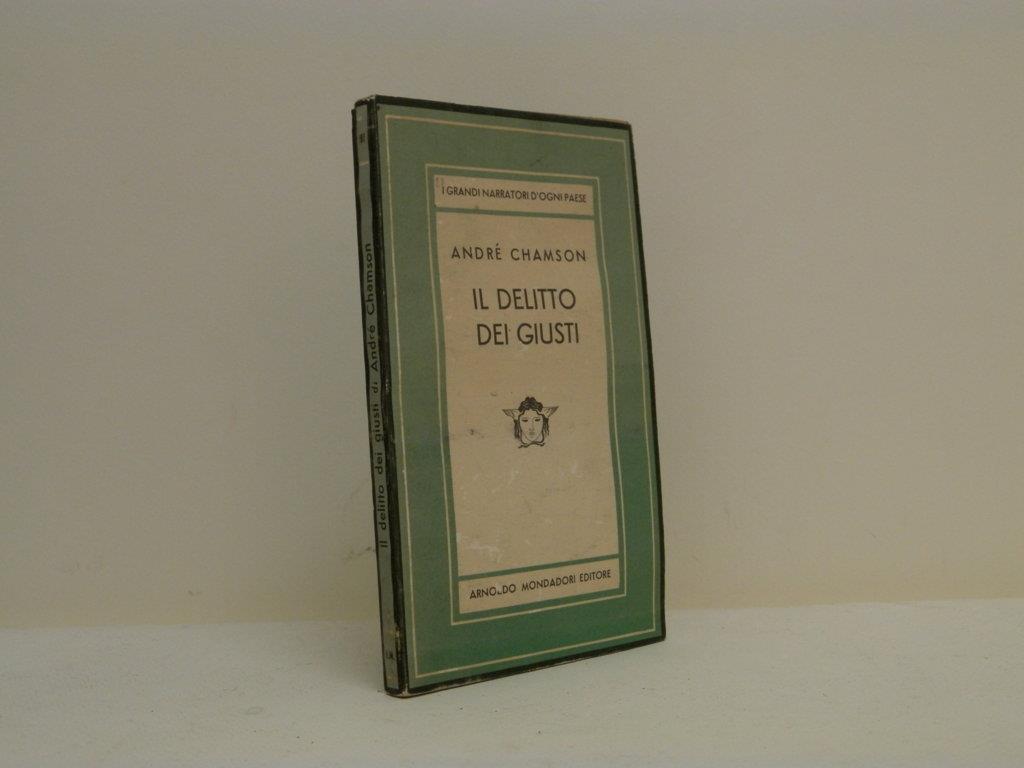 I GRANDI NARRATORI D'OGNI PAESE
ANDRÉ CHAMSON
IL DELITTO
DEI GIUSTI
ARNOLDO MONDADORI EDITORE
Il delitto dei giusti di André Chamson